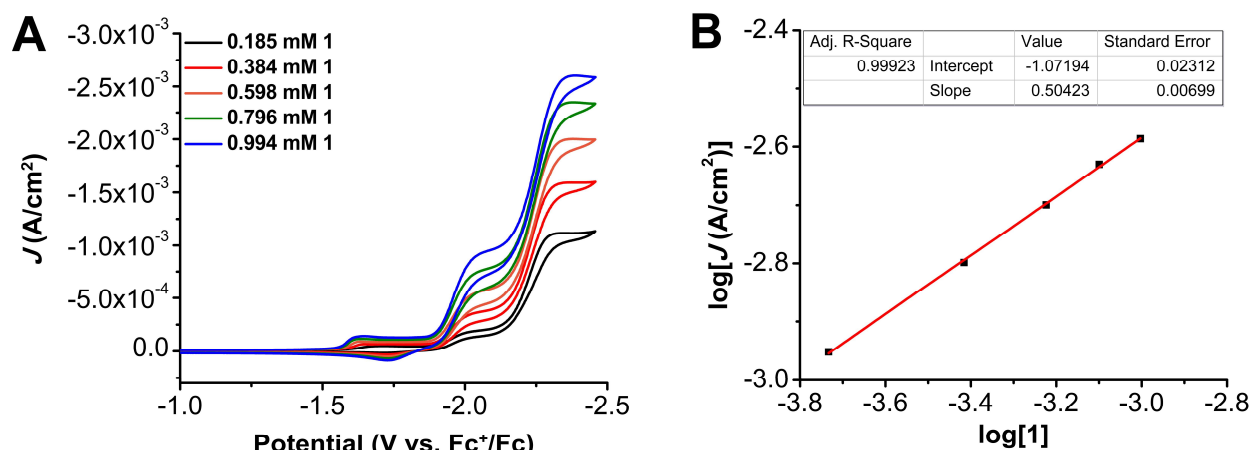 A
-3.0x10⁻³
-2.5x10⁻³
-2.0x10⁻³
-1.5x10⁻³
-1.0x10⁻³
-5.0x10⁻⁴
0.0
J (A/cm²)
0.185 mM 1
0.384 mM 1
0.598 mM 1
0.796 mM 1
0.994 mM 1
-1.0 -1.5 -2.0 -2.5
Potential (V vs. Fc⁺/Fc)
B
-2.4
-2.6
-2.8
-3.0
log[J (A/cm²)]
Adj. R-Square Value Standard Error
0.99923 Intercept -1.07194 0.02312
Slope 0.50423 0.00699
-3.8 -3.6 -3.4 -3.2 -3.0 -2.8
log[1]